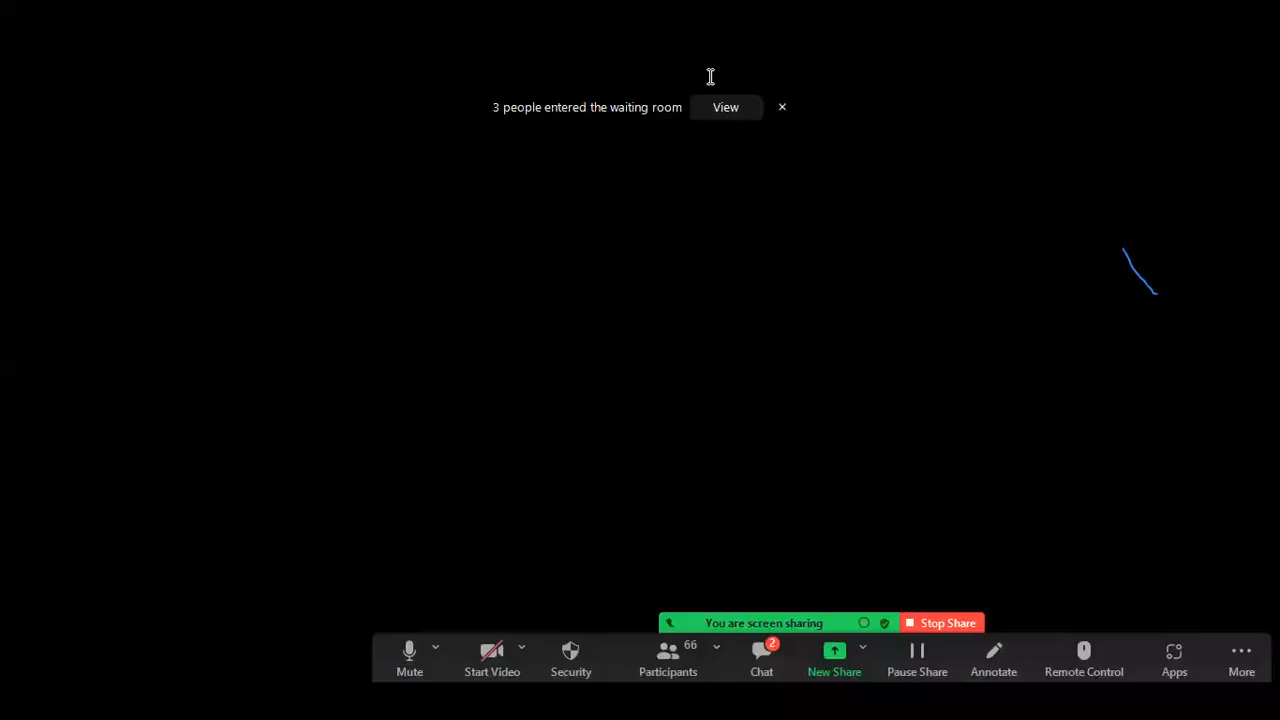 3 people entered the waiting room View ×
You are screen sharing Stop Share
66 2
Mute Start Video Security Participants Chat New Share Pause Share Annotate Remote Control Apps More